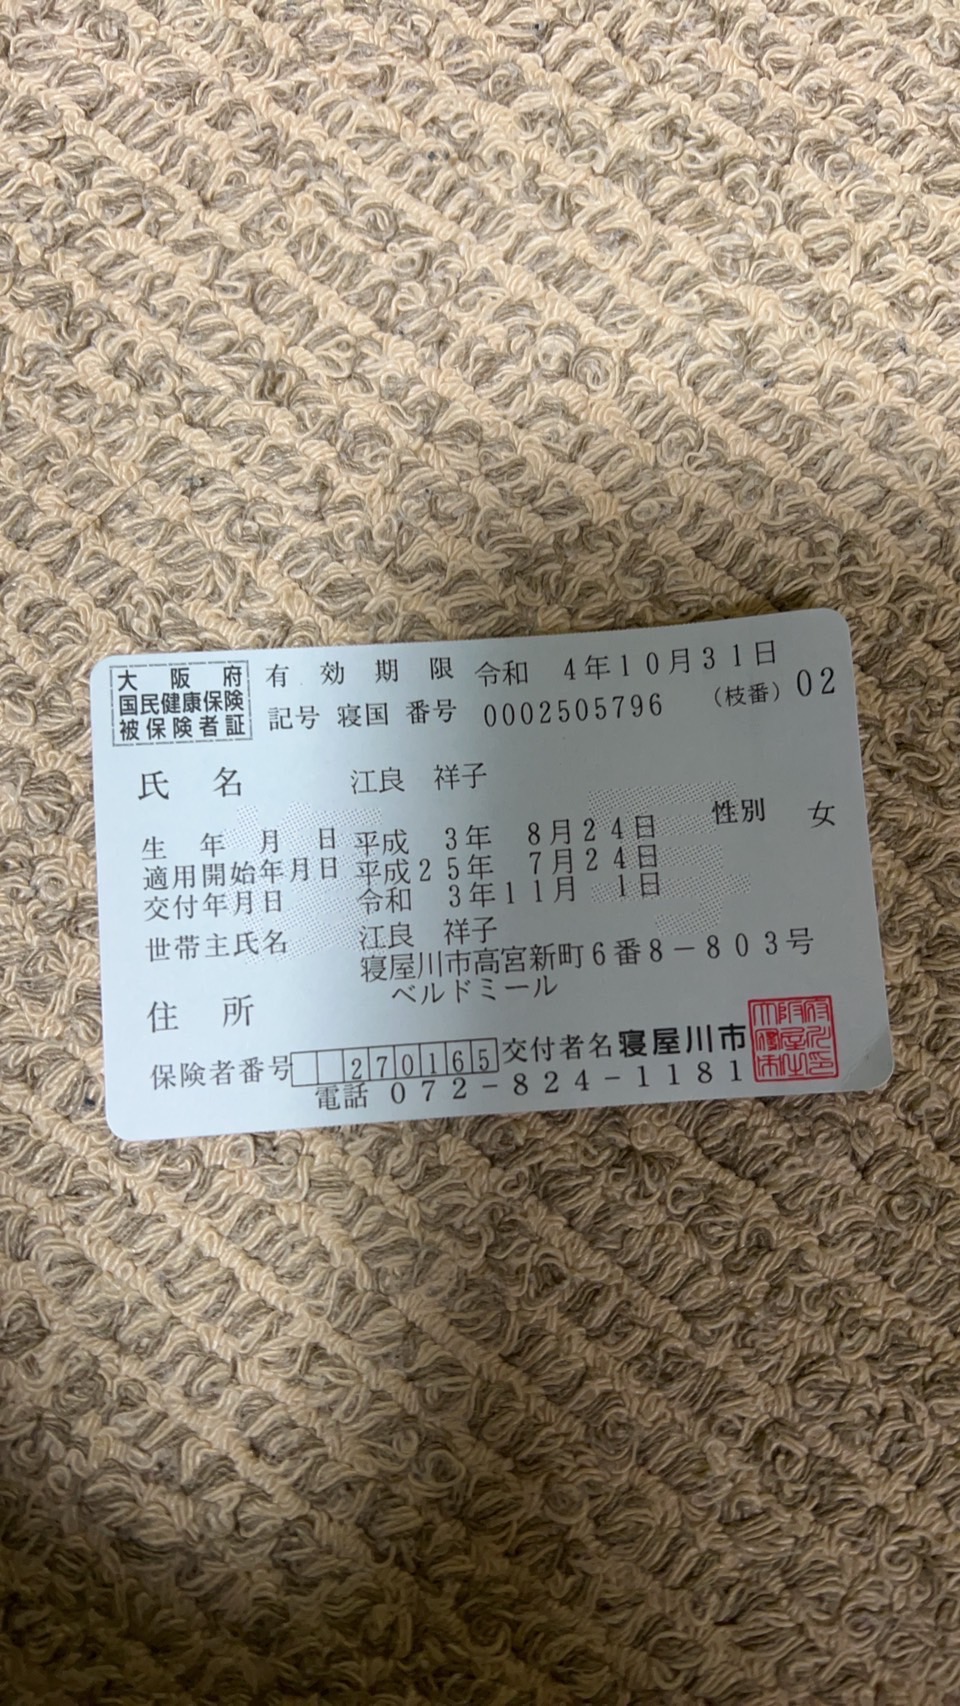 大阪府
国民健康保険
被保険者証
有効期限 令和 4年10月31日
記号 寝国 番号 0002505796 (枝番) 02
氏名 江良 祥子
性別 女
生年月日 平成 3年 8月24日
適用開始年月日 平成25年 7月24日
交付年月日 令和 3年11月 1日
世帯主氏名 江良 祥子
寝屋川市高宮新町6番8-803号
住所 ベルドミール
保険者番号 270165 交付者名 寝屋川市
電話 072-824-1181